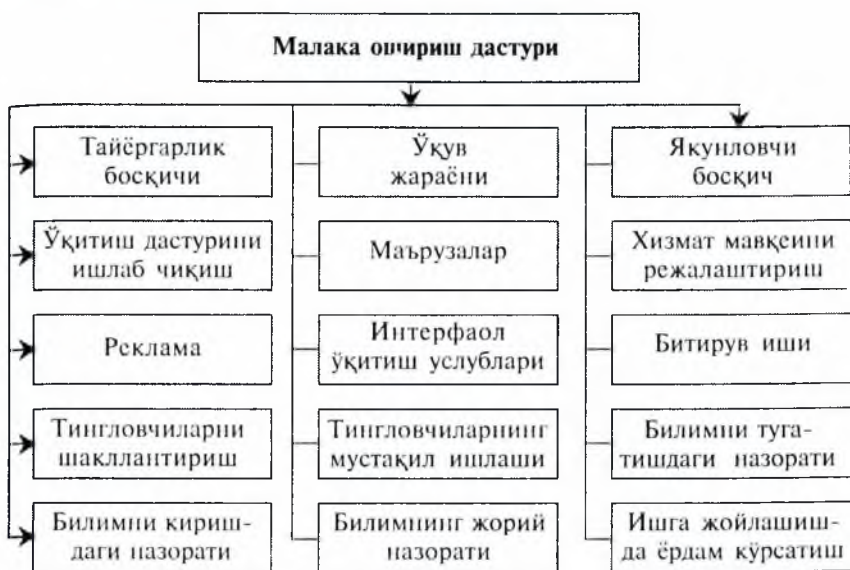 Малака ошириш дастури
Тайёргарлик
босқичи
Ўқув
жараёни
Якунловчи
босқич
Ўқитиш дастурини
ишлаб чиқиш
Маърузалар
Хизмат мавқеини
режалаштириш
Реклама
Интерфаол
ўқитиш услублари
Битирув иши
Тингловчиларни
шакллантириш
Тингловчиларнинг
мустақил ишлаши
Билимни туга-
тишдаги назорати
Билимни кириш-
даги назорати
Билимнинг жорий
назорати
Ишга жойлашиш-
да ёрдам кўрсатиш